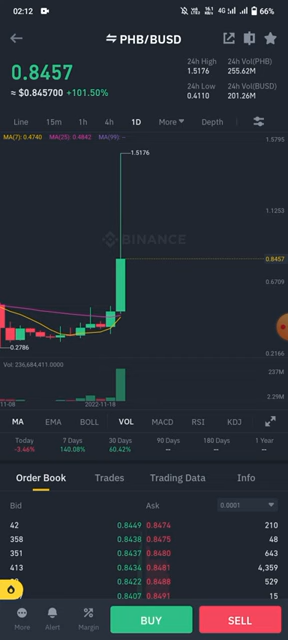 02:12 4G 66%
PHB/BUSD
0.8457
≈ $0.845700 +101.50%
24h High 24h Vol(PHB)
1.5176 255.62M
24h Low 24h Vol(BUSD)
0.4110 201.26M
Line 15m 1h 4h 1D More Depth
MA(7): 0.4740 MA(25): 0.4842 MA(99): --
1.5795
1.5176
1.1253
BINANCE
0.8457
0.6709
0.2786
0.2166
Vol: 236,684,411.0000
237M
2.29M
11-08 2022-11-18
MA EMA BOLL VOL MACD RSI KDJ
Today 7 Days 30 Days 90 Days 180 Days 1 Year
-3.46% 140.08% 60.42% -- -- --
Order Book Trades Trading Data Info
Bid Ask 0.0001
42 0.8449 0.8474 210
358 0.8438 0.8475 48
351 0.8437 0.8480 643
413 0.8434 0.8481 4,359
0.8422 0.8488 529
0.8407 0.8491 15
More Alert Margin BUY SELL